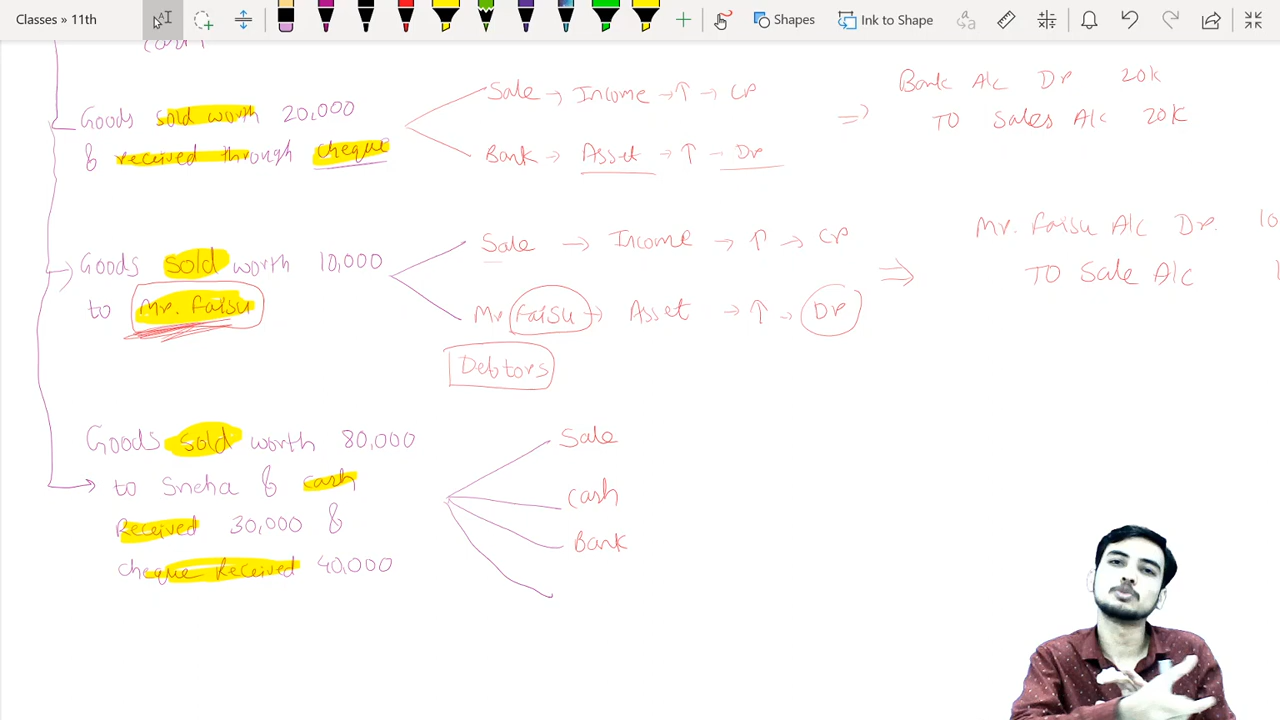 Classes » 11th
Shapes
Ink to Shape
Goods sold worth 20,000
& received through cheque
Sale → Income → ↑ → Cr
Bank → Asset → ↑ - Dr
=> Bank A/c Dr 20k
TO Sales A/c 20k
Goods sold worth 10,000
to Mr. Faisu
Sale → Income → ↑ → Cr
Mr Faisu → Asset → ↑ → Dr
Debtors
=> Mr. Faisu A/c Dr. 10
TO Sale A/c 1
Goods sold worth 80,000
to Sneha & cash
Received 30,000 &
cheque Received 40,000
Sale
Cash
Bank